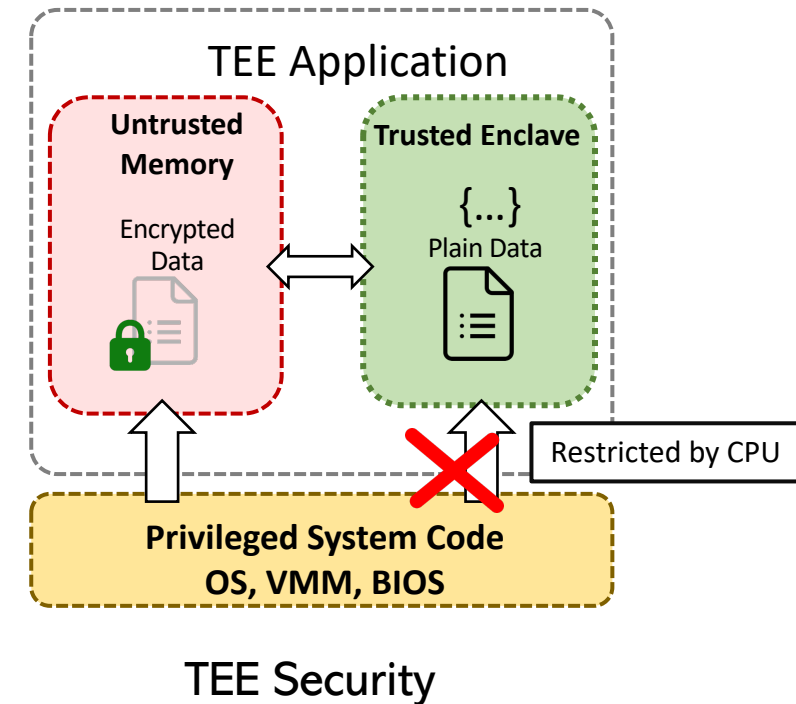 TEE Application
Untrusted
Memory
Encrypted
Data
Trusted Enclave
{...}
Plain Data
Restricted by CPU
Privileged System Code
OS, VMM, BIOS
TEE Security